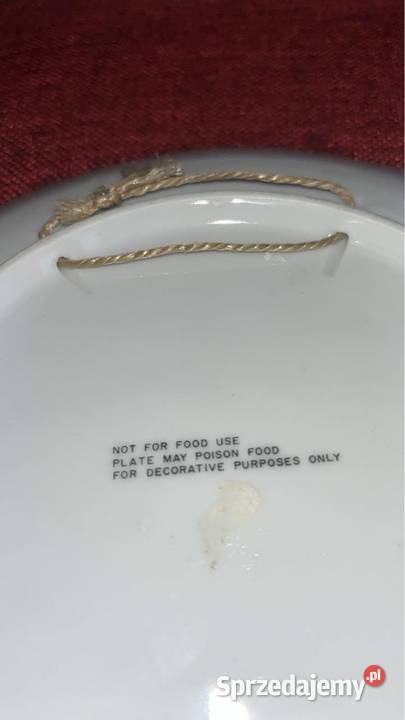 NOT FOR FOOD USE
PLATE MAY POISON FOOD
FOR DECORATIVE PURPOSES ONLY
Sprzedajemy.pl